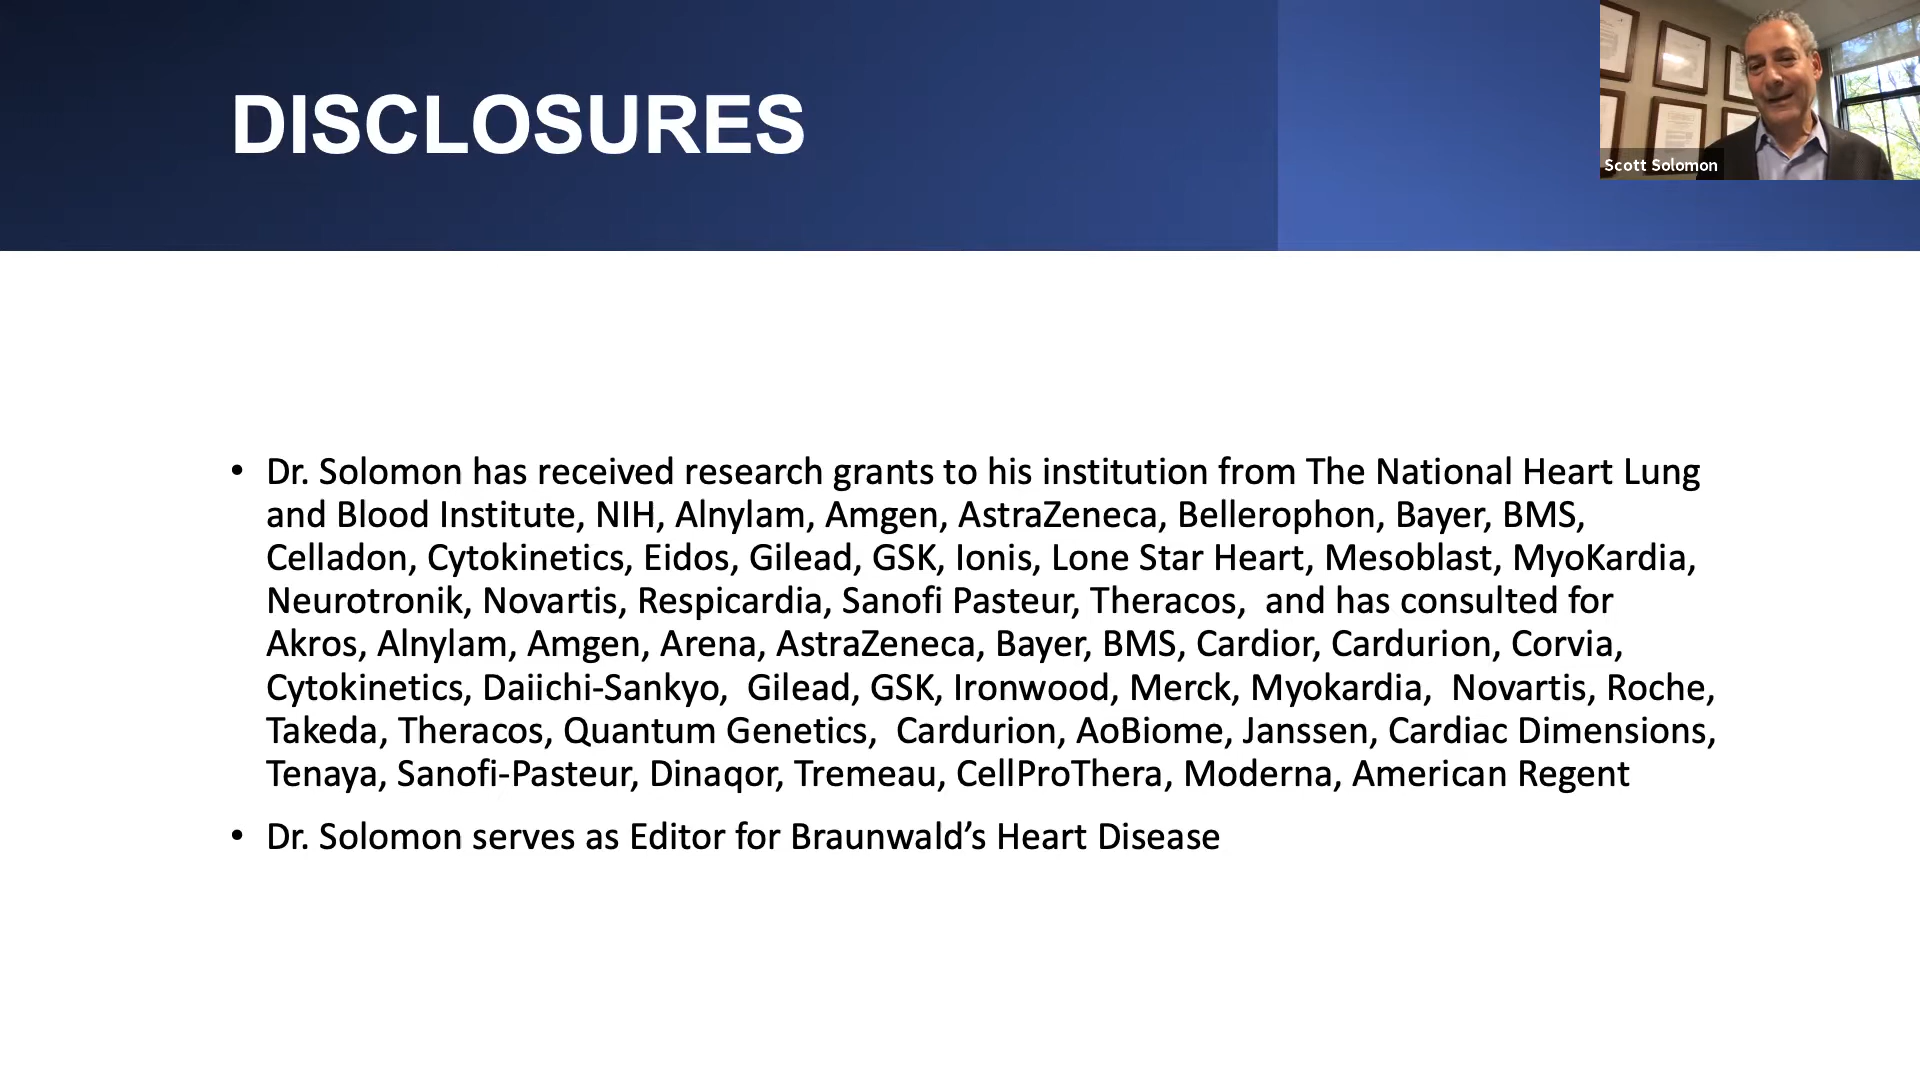 DISCLOSURES
Scott Solomon
• Dr. Solomon has received research grants to his institution from The National Heart Lung
and Blood Institute, NIH, Alnylam, Amgen, AstraZeneca, Bellerophon, Bayer, BMS,
Celladon, Cytokinetics, Eidos, Gilead, GSK, Ionis, Lone Star Heart, Mesoblast, MyoKardia,
Neurotronik, Novartis, Respicardia, Sanofi Pasteur, Theracos,  and has consulted for
Akros, Alnylam, Amgen, Arena, AstraZeneca, Bayer, BMS, Cardior, Cardurion, Corvia,
Cytokinetics, Daiichi-Sankyo,  Gilead, GSK, Ironwood, Merck, Myokardia,  Novartis, Roche,
Takeda, Theracos, Quantum Genetics,  Cardurion, AoBiome, Janssen, Cardiac Dimensions,
Tenaya, Sanofi-Pasteur, Dinaqor, Tremeau, CellProThera, Moderna, American Regent
• Dr. Solomon serves as Editor for Braunwald’s Heart Disease